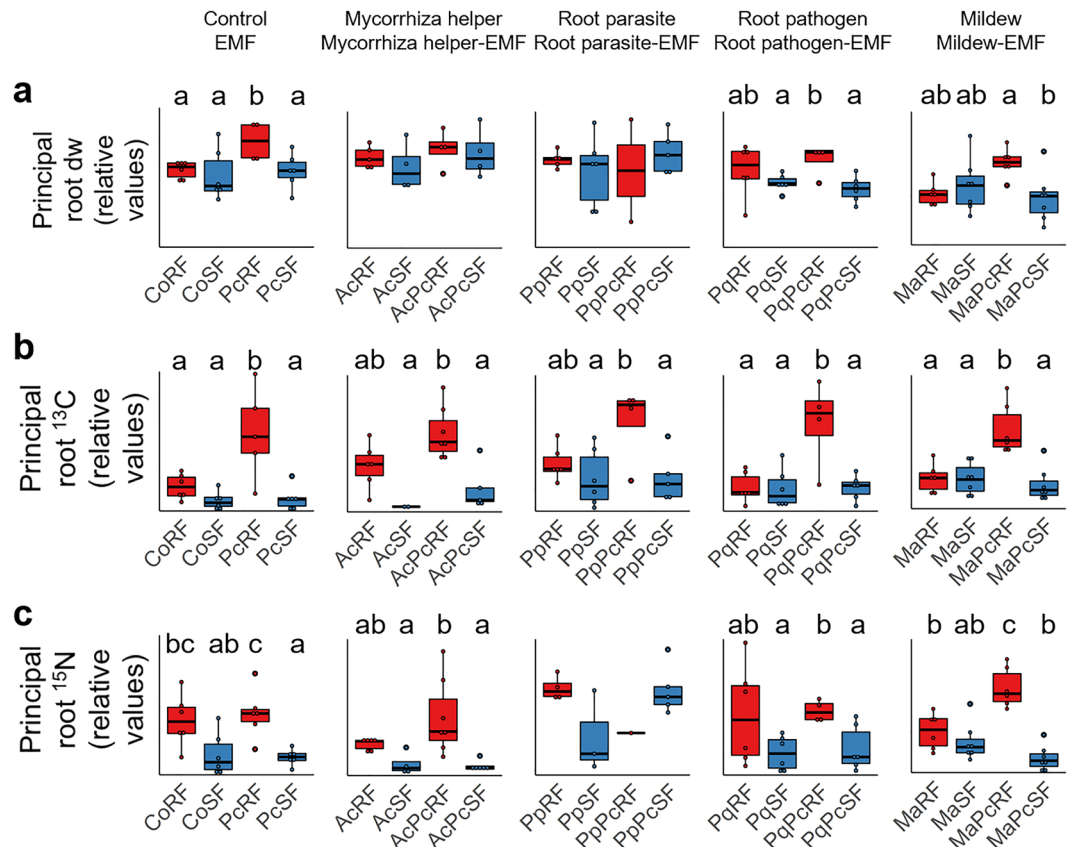 Control
EMF
Mycorrhiza helper
Mycorrhiza helper-EMF
Root parasite
Root parasite-EMF
Root pathogen
Root pathogen-EMF
Mildew
Mildew-EMF
a
Principal
root dw
(relative
values)
a a b a
ab a b a
ab ab a b
CoRF CoSF PcRF PcSF
AcRF AcSF AcPcRF AcPcSF
PpRF PpSF PpPcRF PpPcSF
PqRF PqSF PqPcRF PqPcSF
MaRF MaSF MaPcRF MaPcSF
b
Principal
root ¹³C
(relative
values)
a a b a
ab a b a
ab a b a
a a b a
a a b a
CoRF CoSF PcRF PcSF
AcRF AcSF AcPcRF AcPcSF
PpRF PpSF PpPcRF PpPcSF
PqRF PqSF PqPcRF PqPcSF
MaRF MaSF MaPcRF MaPcSF
c
Principal
root ¹⁵N
(relative
values)
bc ab c a
ab a b a
ab a b a
b ab c b
CoRF CoSF PcRF PcSF
AcRF AcSF AcPcRF AcPcSF
PpRF PpSF PpPcRF PpPcSF
PqRF PqSF PqPcRF PqPcSF
MaRF MaSF MaPcRF MaPcSF